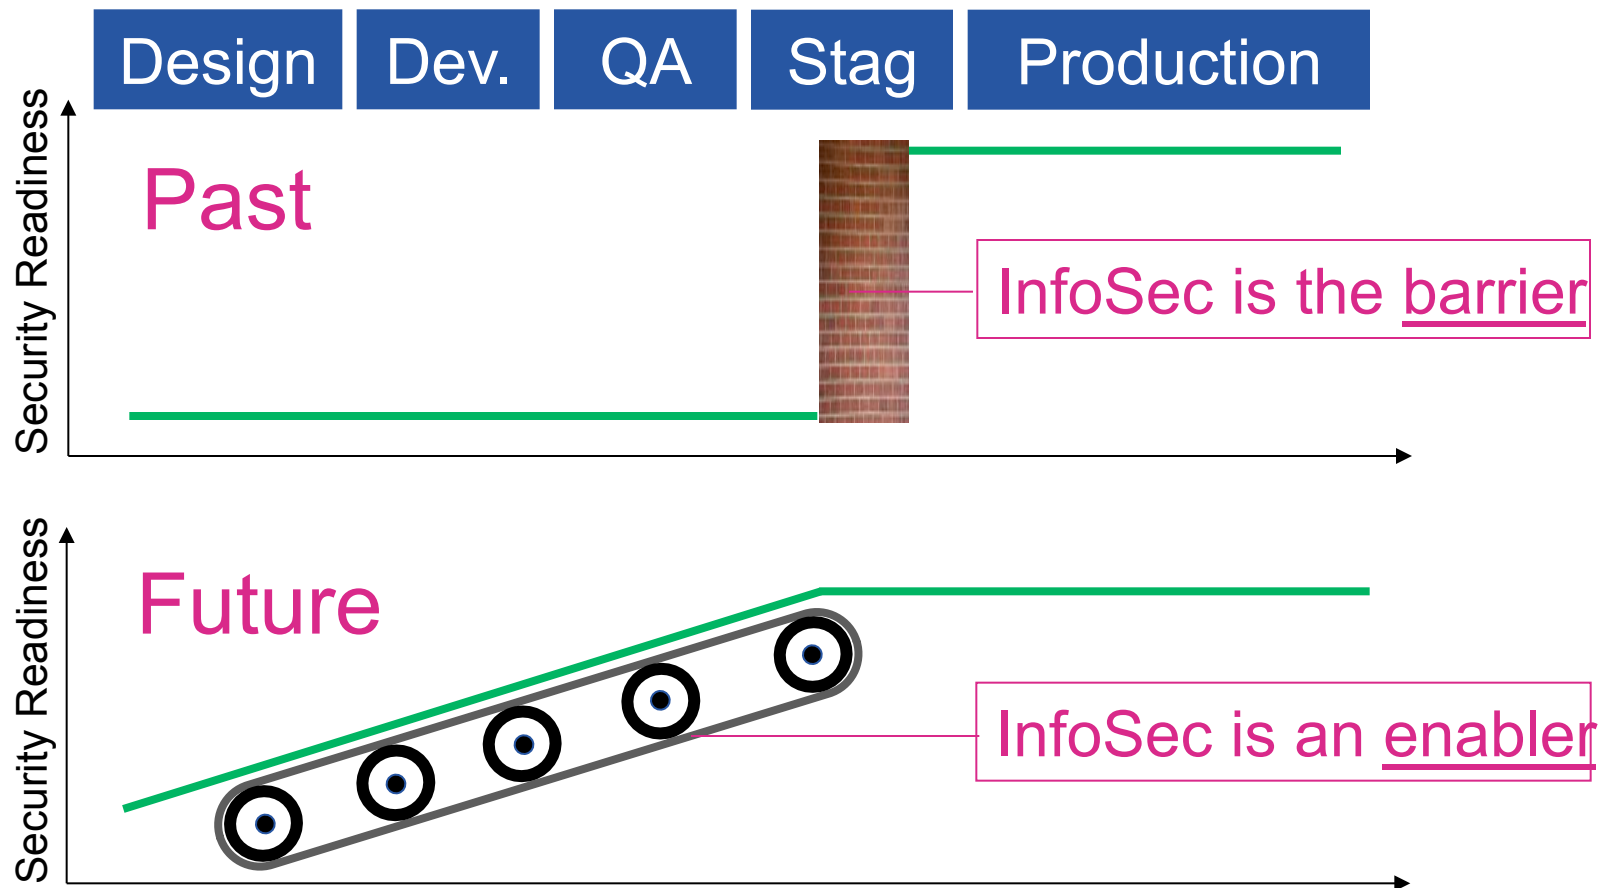 Design Dev. QA Stag Production
Security Readiness
Past
InfoSec is the barrier
Security Readiness
Future
InfoSec is an enabler